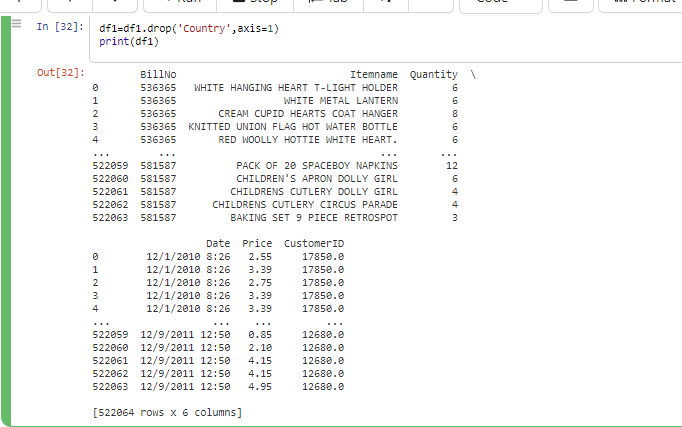 Run
Stop
Tab
Code
Format
In [32]: df1=df1.drop('Country',axis=1)
print(df1)
Out[32]: BillNo Itemname Quantity \
0 536365 WHITE HANGING HEART T-LIGHT HOLDER 6
1 536365 WHITE METAL LANTERN 6
2 536365 CREAM CUPID HEARTS COAT HANGER 8
3 536365 KNITTED UNION FLAG HOT WATER BOTTLE 6
4 536365 RED WOOLLY HOTTIE WHITE HEART. 6
... ... ... ...
522059 581587 PACK OF 20 SPACEBOY NAPKINS 12
522060 581587 CHILDREN'S APRON DOLLY GIRL 6
522061 581587 CHILDRENS CUTLERY DOLLY GIRL 4
522062 581587 CHILDRENS CUTLERY CIRCUS PARADE 4
522063 581587 BAKING SET 9 PIECE RETROSPOT 3
Date Price CustomerID
0 12/1/2010 8:26 2.55 17850.0
1 12/1/2010 8:26 3.39 17850.0
2 12/1/2010 8:26 2.75 17850.0
3 12/1/2010 8:26 3.39 17850.0
4 12/1/2010 8:26 3.39 17850.0
... ... ... ...
522059 12/9/2011 12:50 0.85 12680.0
522060 12/9/2011 12:50 2.10 12680.0
522061 12/9/2011 12:50 4.15 12680.0
522062 12/9/2011 12:50 4.15 12680.0
522063 12/9/2011 12:50 4.95 12680.0
[522064 rows x 6 columns]